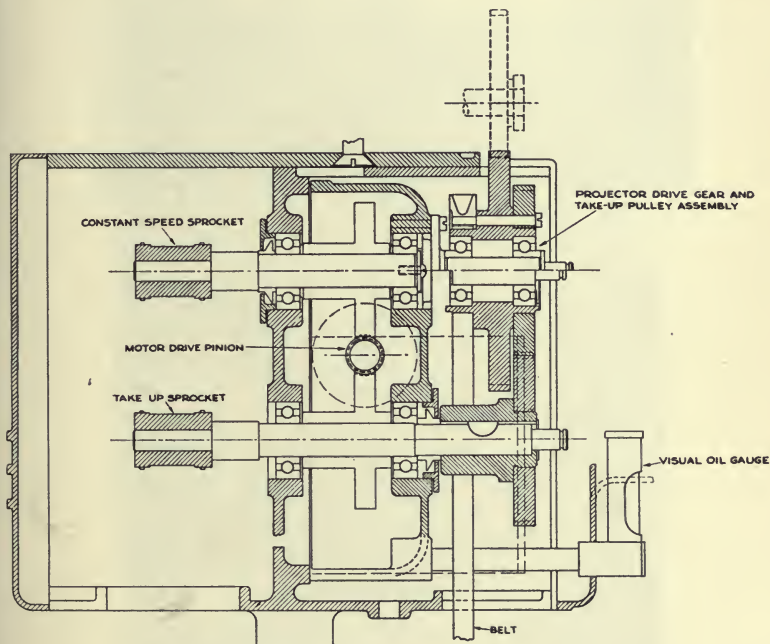 PROJECTOR DRIVE GEAR AND
TAKE-UP PULLEY ASSEMBLY
CONSTANT SPEED SPROCKET
MOTOR DRIVE PINION
TAKE UP SPROCKET
VISUAL OIL GAUGE
BELT